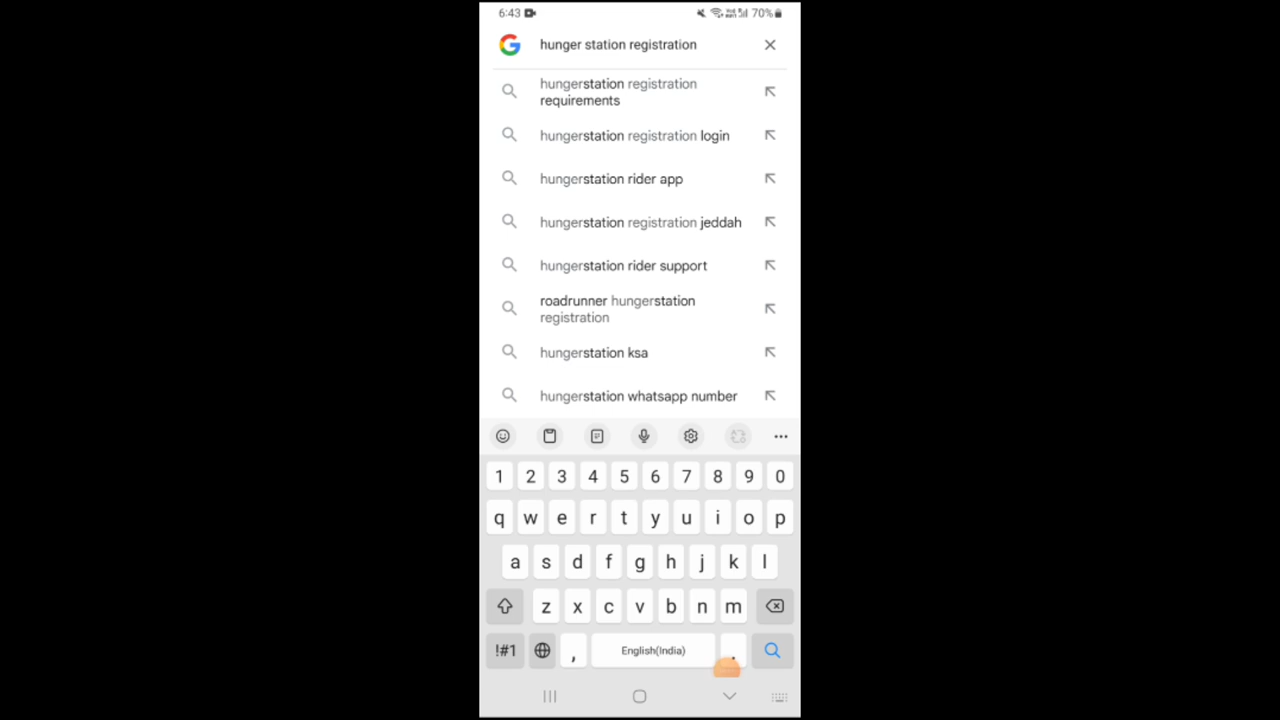 6:43 70%
hunger station registration
hungerstation registration
requirements
hungerstation registration login
hungerstation rider app
hungerstation registration jeddah
hungerstation rider support
roadrunner hungerstation
registration
hungerstation ksa
hungerstation whatsapp number
1 2 3 4 5 6 7 8 9 0
q w e r t y u i o p
a s d f g h j k l
z x c v b n m
!#1 , English(India) .